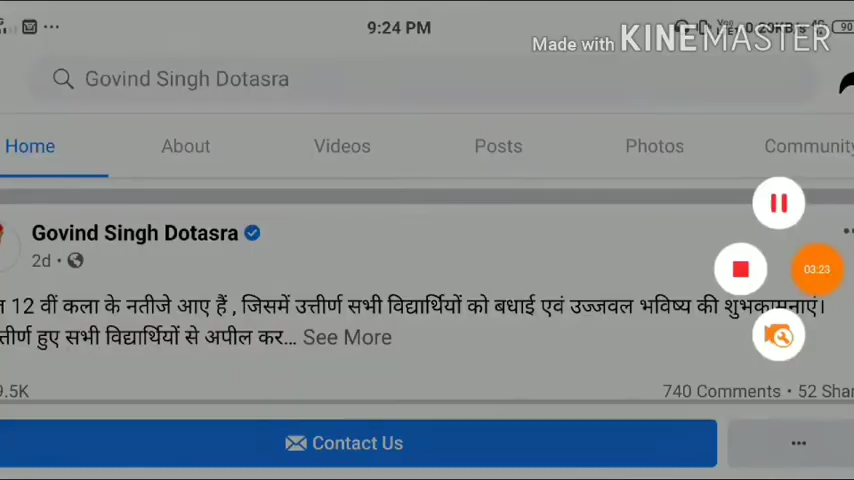 9:24 PM
Made with KINEMASTER
Govind Singh Dotasra
Home About Videos Posts Photos Community
Govind Singh Dotasra
2d
12 वीं कला के नतीजे आए हैं , जिसमें उत्तीर्ण सभी विद्यार्थियों को बधाई एवं उज्जवल भविष्य की शुभकामनाएं।
हुए सभी विद्यार्थियों से अपील कर... See More
03:23
9.5K 740 Comments • 52
Contact Us